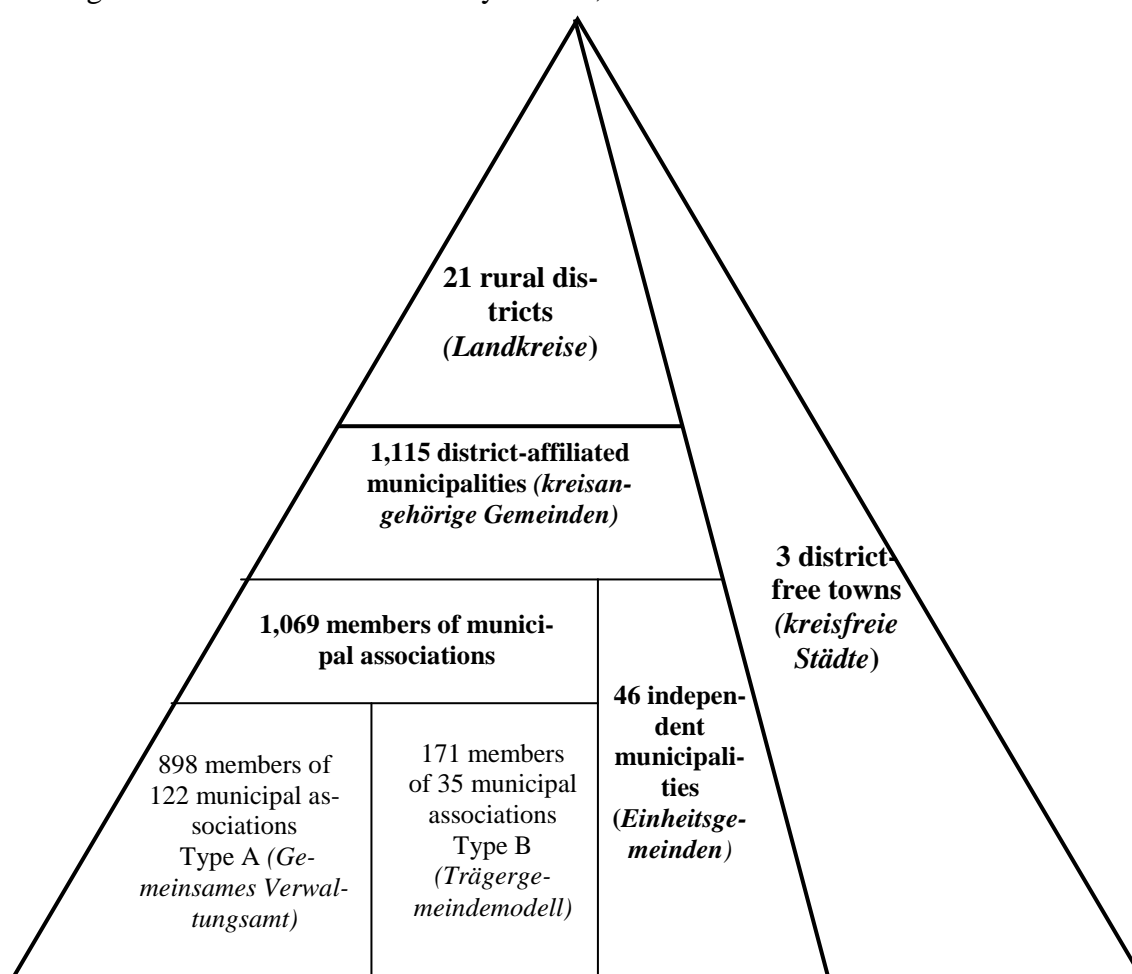 21 rural dis-
tricts
(Landkreise)
1,115 district-affiliated
municipalities (kreisan-
gehörige Gemeinden)
3 district-
free towns
(kreisfreie
Städte)
1,069 members of munici-
pal associations
46 indepen-
dent
municipali-
ties
(Einheitsge-
meinden)
898 members of
122 municipal as-
sociations
Type A (Ge-
meinsames Verwal-
tungsamt)
171 members
of 35 municipal
associations
Type B
(Trägerge-
meindemodell)